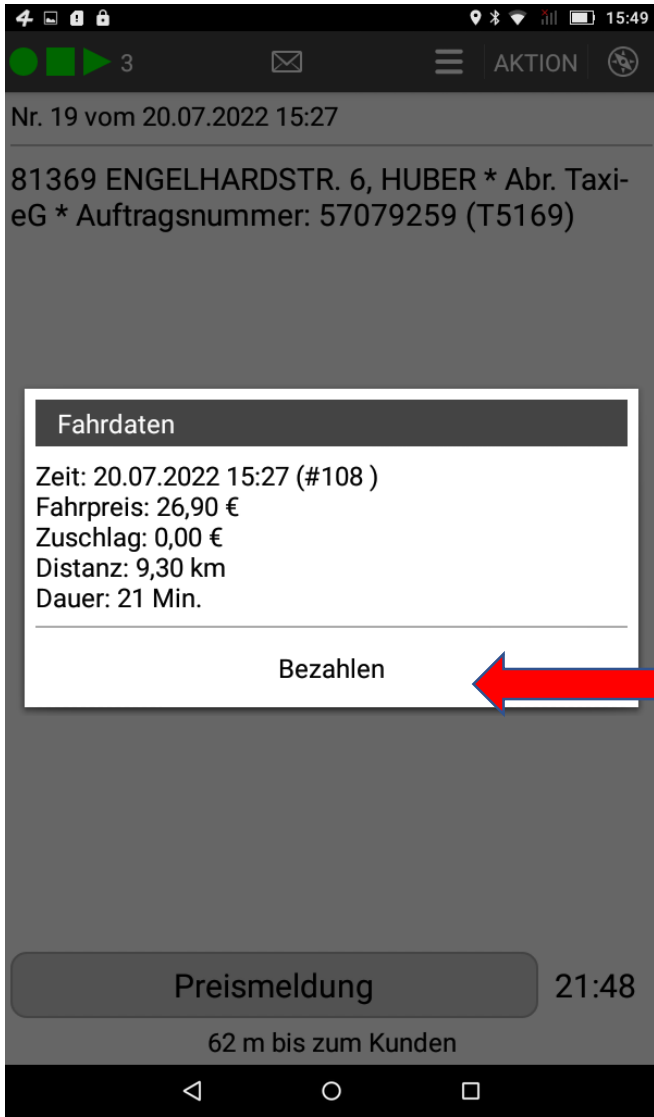 4 15:49
3 AKTION
Nr. 19 vom 20.07.2022 15:27
81369 ENGELHARDSTR. 6, HUBER * Abr. Taxi-
eG * Auftragsnummer: 57079259 (T5169)
Fahrdaten
Zeit: 20.07.2022 15:27 (#108 )
Fahrpreis: 26,90 €
Zuschlag: 0,00 €
Distanz: 9,30 km
Dauer: 21 Min.
Bezahlen
Preismeldung 21:48
62 m bis zum Kunden